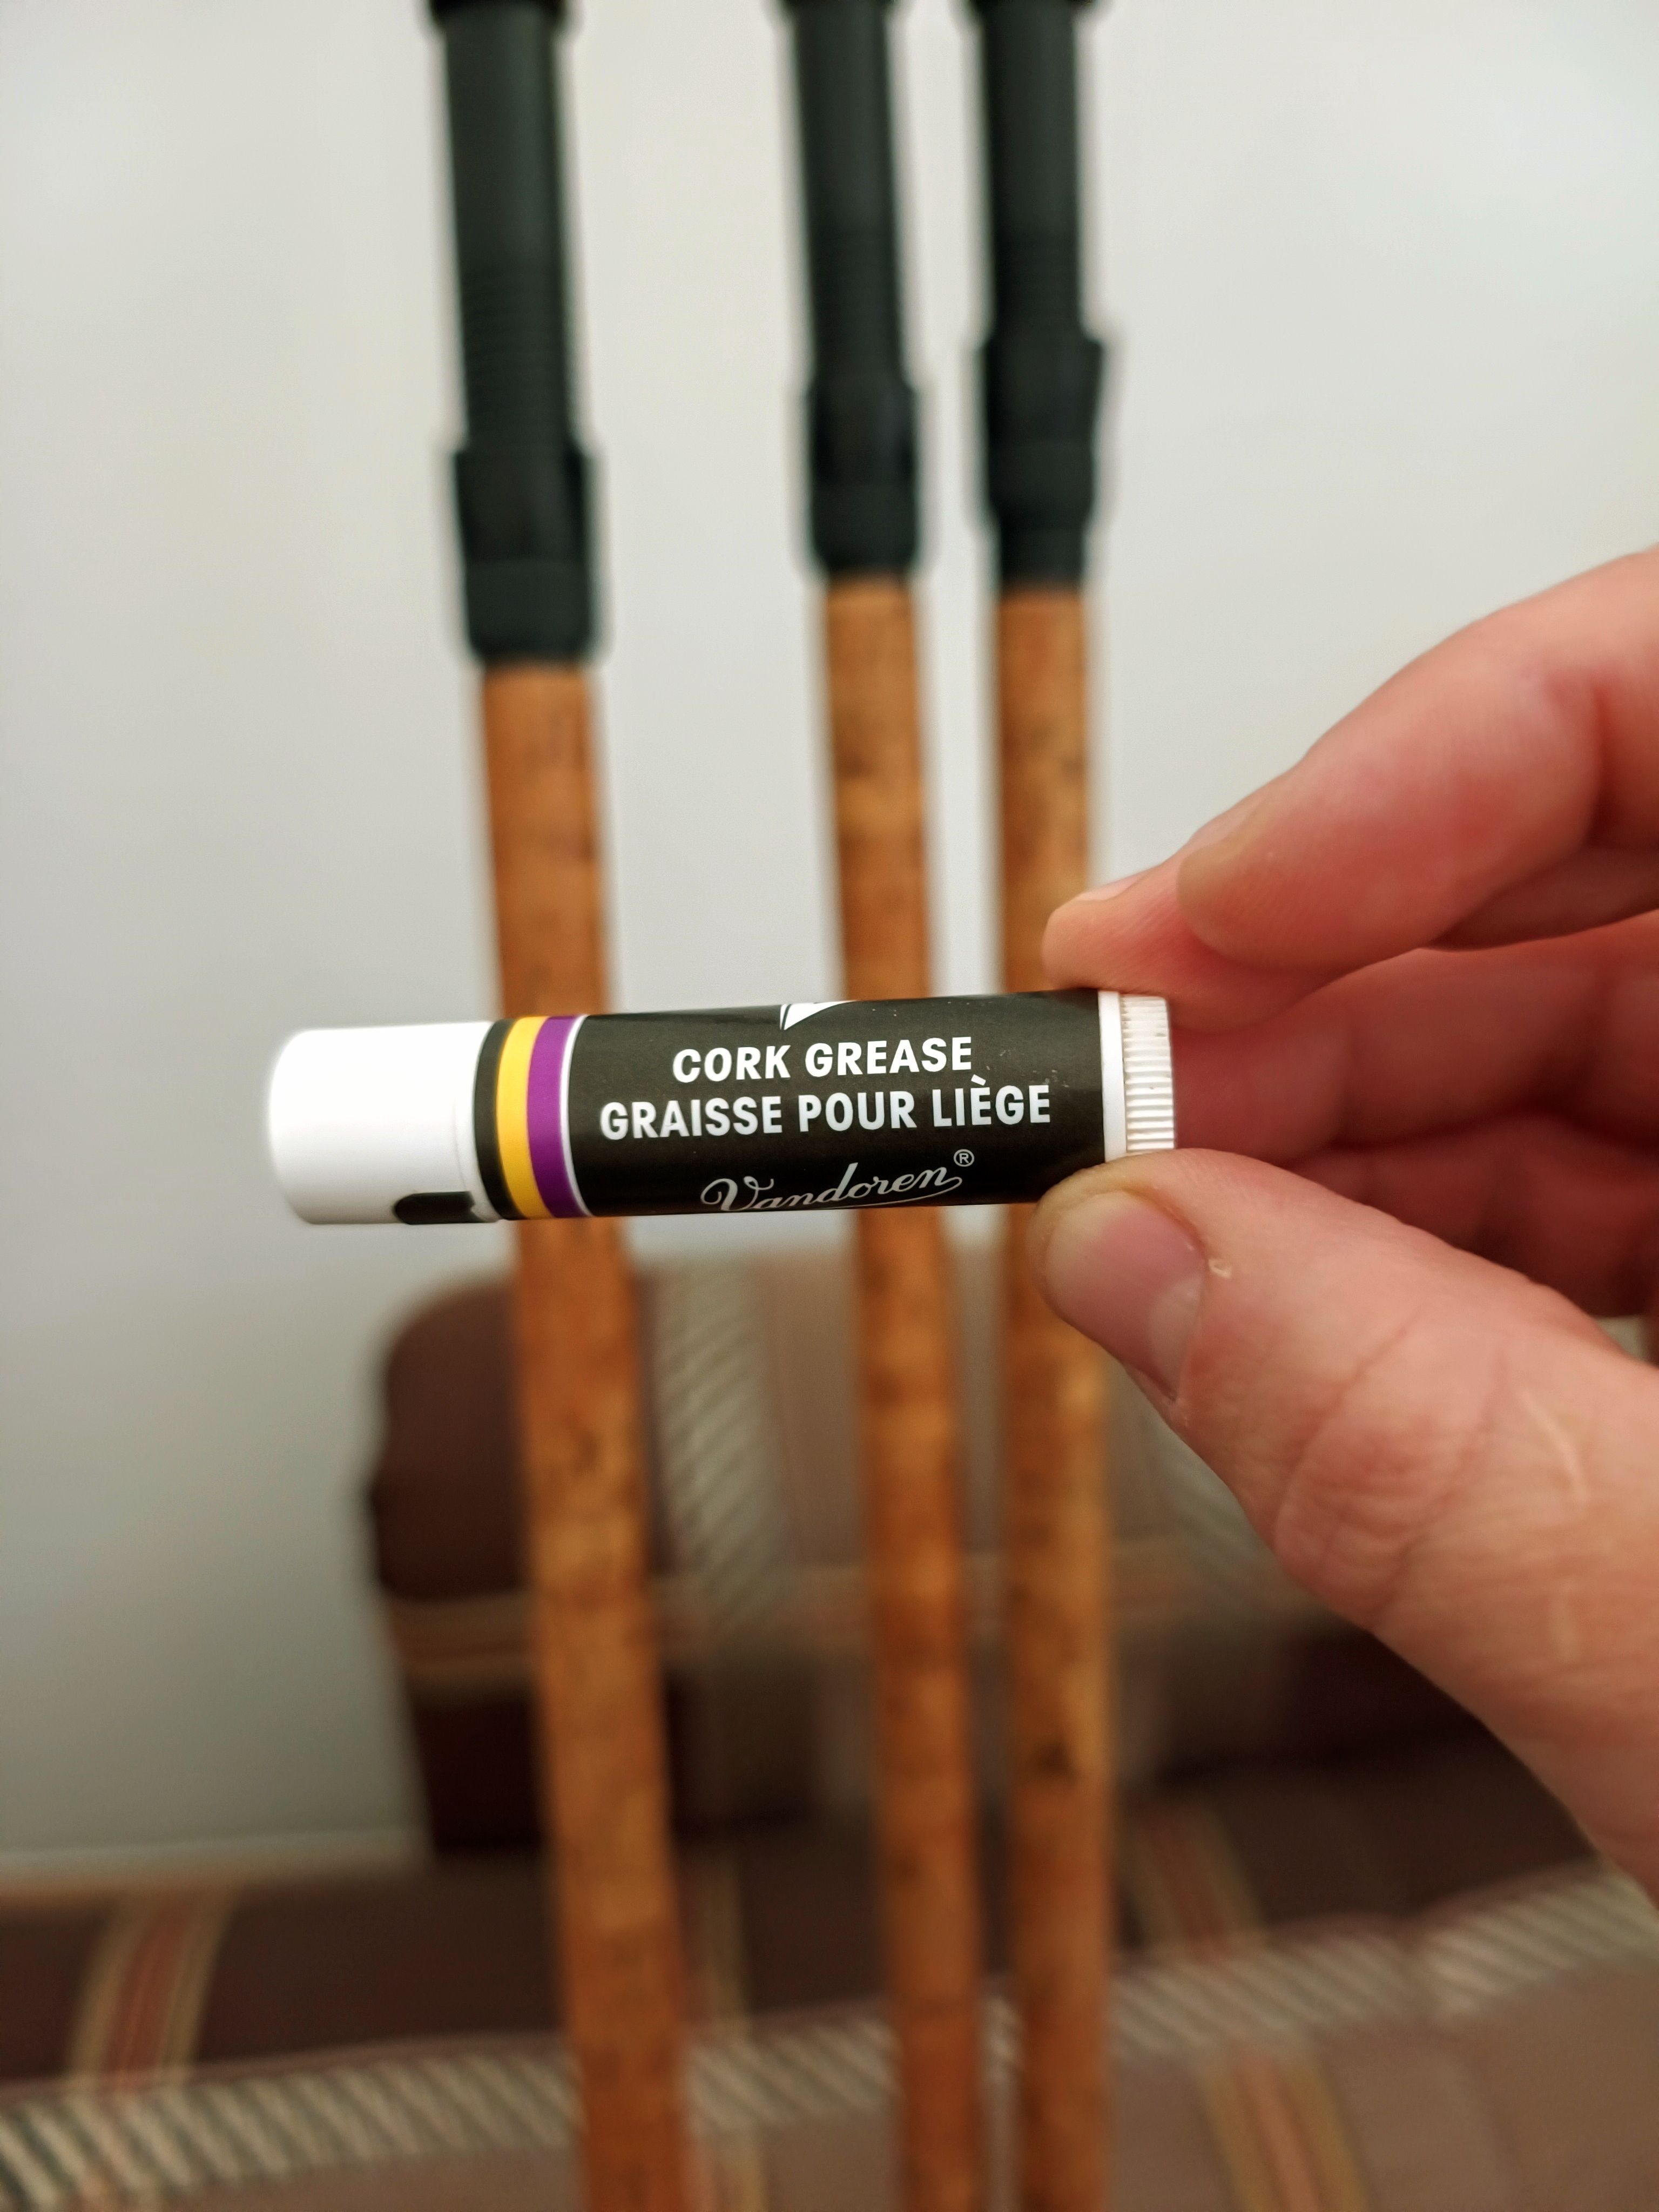 CORK GREASE
GRAISSE POUR LIÈGE
Vandoren®